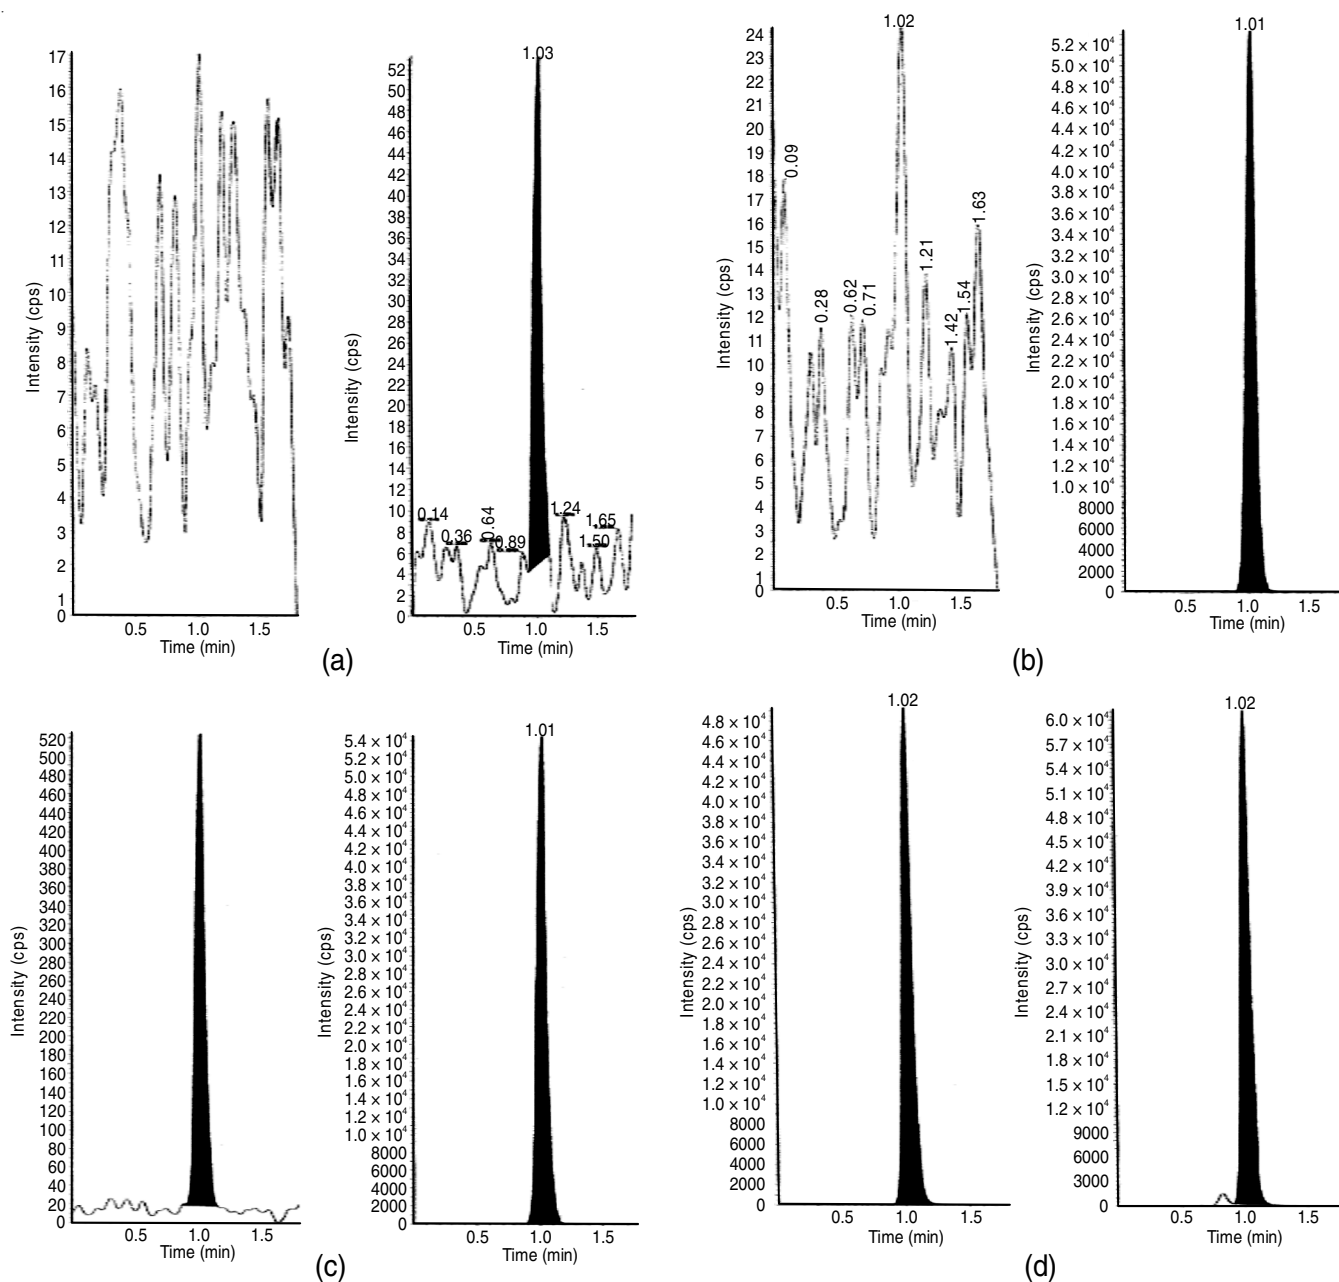 17
16
15
14
13
12
11
10
9
8
7
6
5
4
3
2
1
0
Intensity (cps)
0.5 1.0 1.5
Time (min)
1.03
52
50
48
46
44
42
40
38
36
34
32
30
28
26
24
22
20
18
16
14
12
10
8
6
4
2
0
Intensity (cps)
0.14
0.36
0.64
0.89
1.24
1.65
1.50
0.5 1.0 1.5
Time (min)
(a)
1.02
24
23
22
21
20
19
18
17
16
15
14
13
12
11
10
9
8
7
6
5
4
3
2
1
0
Intensity (cps)
0.09
0.28
0.62
0.71
1.21
1.42
1.54
1.63
0.5 1.0 1.5
Time (min)
1.01
5.2 × 10⁴
5.0 × 10⁴
4.8 × 10⁴
4.6 × 10⁴
4.4 × 10⁴
4.2 × 10⁴
4.0 × 10⁴
3.8 × 10⁴
3.6 × 10⁴
3.4 × 10⁴
3.2 × 10⁴
3.0 × 10⁴
2.8 × 10⁴
2.6 × 10⁴
2.4 × 10⁴
2.2 × 10⁴
2.0 × 10⁴
1.8 × 10⁴
1.6 × 10⁴
1.4 × 10⁴
1.2 × 10⁴
1.0 × 10⁴
8000
6000
4000
2000
0
Intensity (cps)
0.5 1.0 1.5
Time (min)
(b)
520
500
480
460
440
420
400
380
360
340
320
300
280
260
240
220
200
180
160
140
120
100
80
60
40
20
0
Intensity (cps)
0.5 1.0 1.5
Time (min)
1.01
5.4 × 10⁴
5.2 × 10⁴
5.0 × 10⁴
4.8 × 10⁴
4.6 × 10⁴
4.4 × 10⁴
4.2 × 10⁴
4.0 × 10⁴
3.8 × 10⁴
3.6 × 10⁴
3.4 × 10⁴
3.2 × 10⁴
3.0 × 10⁴
2.8 × 10⁴
2.6 × 10⁴
2.4 × 10⁴
2.2 × 10⁴
2.0 × 10⁴
1.8 × 10⁴
1.6 × 10⁴
1.4 × 10⁴
1.2 × 10⁴
1.0 × 10⁴
8000
6000
4000
2000
0
Intensity (cps)
0.5 1.0 1.5
Time (min)
(c)
1.02
4.8 × 10⁴
4.6 × 10⁴
4.4 × 10⁴
4.2 × 10⁴
4.0 × 10⁴
3.8 × 10⁴
3.6 × 10⁴
3.4 × 10⁴
3.2 × 10⁴
3.0 × 10⁴
2.8 × 10⁴
2.6 × 10⁴
2.4 × 10⁴
2.2 × 10⁴
2.0 × 10⁴
1.8 × 10⁴
1.6 × 10⁴
1.4 × 10⁴
1.2 × 10⁴
1.0 × 10⁴
8000
6000
4000
2000
0
Intensity (cps)
0.5 1.0 1.5
Time (min)
1.02
6.0 × 10⁴
5.7 × 10⁴
5.4 × 10⁴
5.1 × 10⁴
4.8 × 10⁴
4.5 × 10⁴
4.2 × 10⁴
3.9 × 10⁴
3.6 × 10⁴
3.3 × 10⁴
3.0 × 10⁴
2.7 × 10⁴
2.4 × 10⁴
2.1 × 10⁴
1.8 × 10⁴
1.5 × 10⁴
1.2 × 10⁴
9000
6000
3000
0
Intensity (cps)
0.5 1.0 1.5
Time (min)
(d)